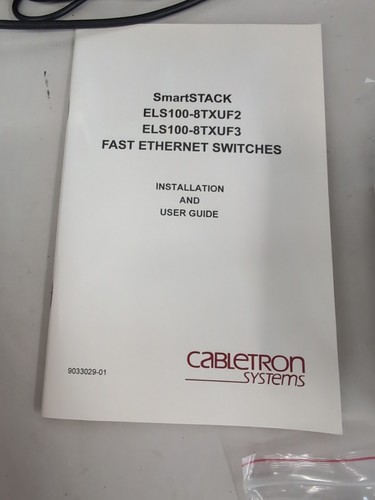 SmartSTACK
ELS100-8TXUF2
ELS100-8TXUF3
FAST ETHERNET SWITCHES
INSTALLATION
AND
USER GUIDE
9033029-01
CABLETRON
SYSTEMS